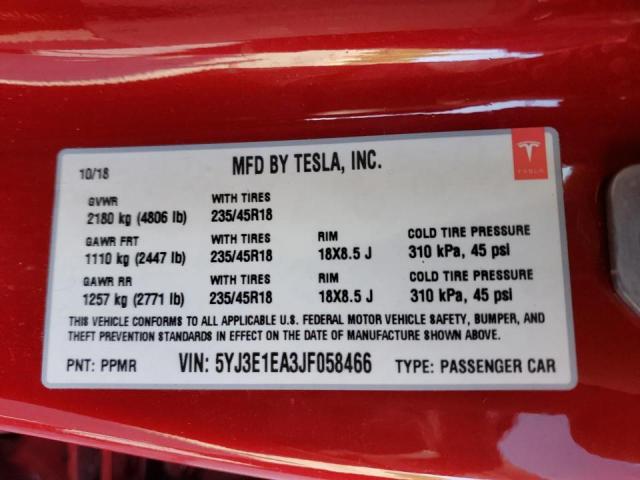 10/18 MFD BY TESLA, INC.
TESLA
GVWR WITH TIRES
2180 kg (4806 lb) 235/45R18
GAWR FRT WITH TIRES RIM COLD TIRE PRESSURE
1110 kg (2447 lb) 235/45R18 18X8.5 J 310 kPa, 45 psi
GAWR RR WITH TIRES RIM COLD TIRE PRESSURE
1257 kg (2771 lb) 235/45R18 18X8.5 J 310 kPa, 45 psi
THIS VEHICLE CONFORMS TO ALL APPLICABLE U.S. FEDERAL MOTOR VEHICLE SAFETY, BUMPER, AND
THEFT PREVENTION STANDARDS IN EFFECT ON THE DATE OF MANUFACTURE SHOWN ABOVE.
PNT: PPMR VIN: 5YJ3E1EA3JF058466 TYPE: PASSENGER CAR